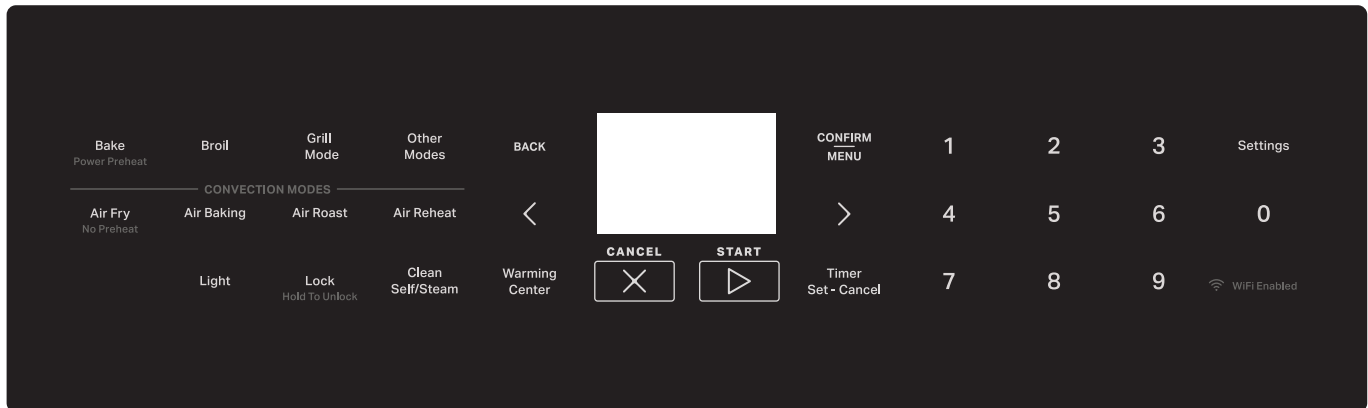 Bake
Power Preheat
Broil
Grill
Mode
Other
Modes
BACK
CONFIRM
MENU
1
2
3
Settings
CONVECTION MODES
Air Fry
No Preheat
Air Baking
Air Roast
Air Reheat
4
5
6
0
CANCEL
START
Light
Lock
Hold To Unlock
Clean
Self/Steam
Warming
Center
Timer
Set - Cancel
7
8
9
WiFi Enabled